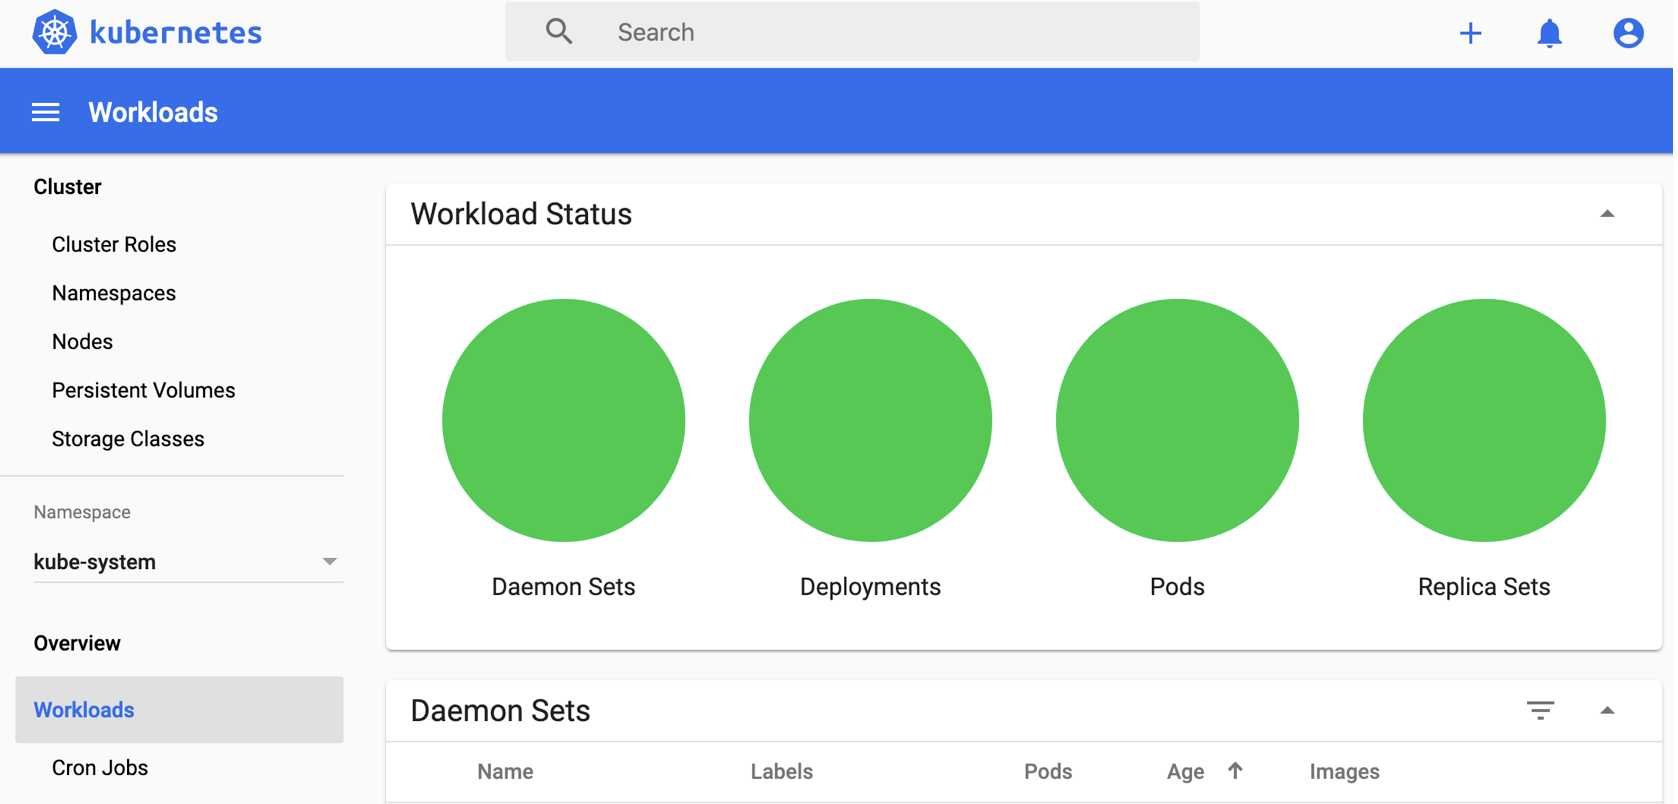 kubernetes
Search
Workloads
Cluster
Cluster Roles
Namespaces
Nodes
Persistent Volumes
Storage Classes
Namespace
kube-system
Overview
Workloads
Cron Jobs
Workload Status
Daemon Sets Deployments Pods Replica Sets
Daemon Sets
Name Labels Pods Age Images